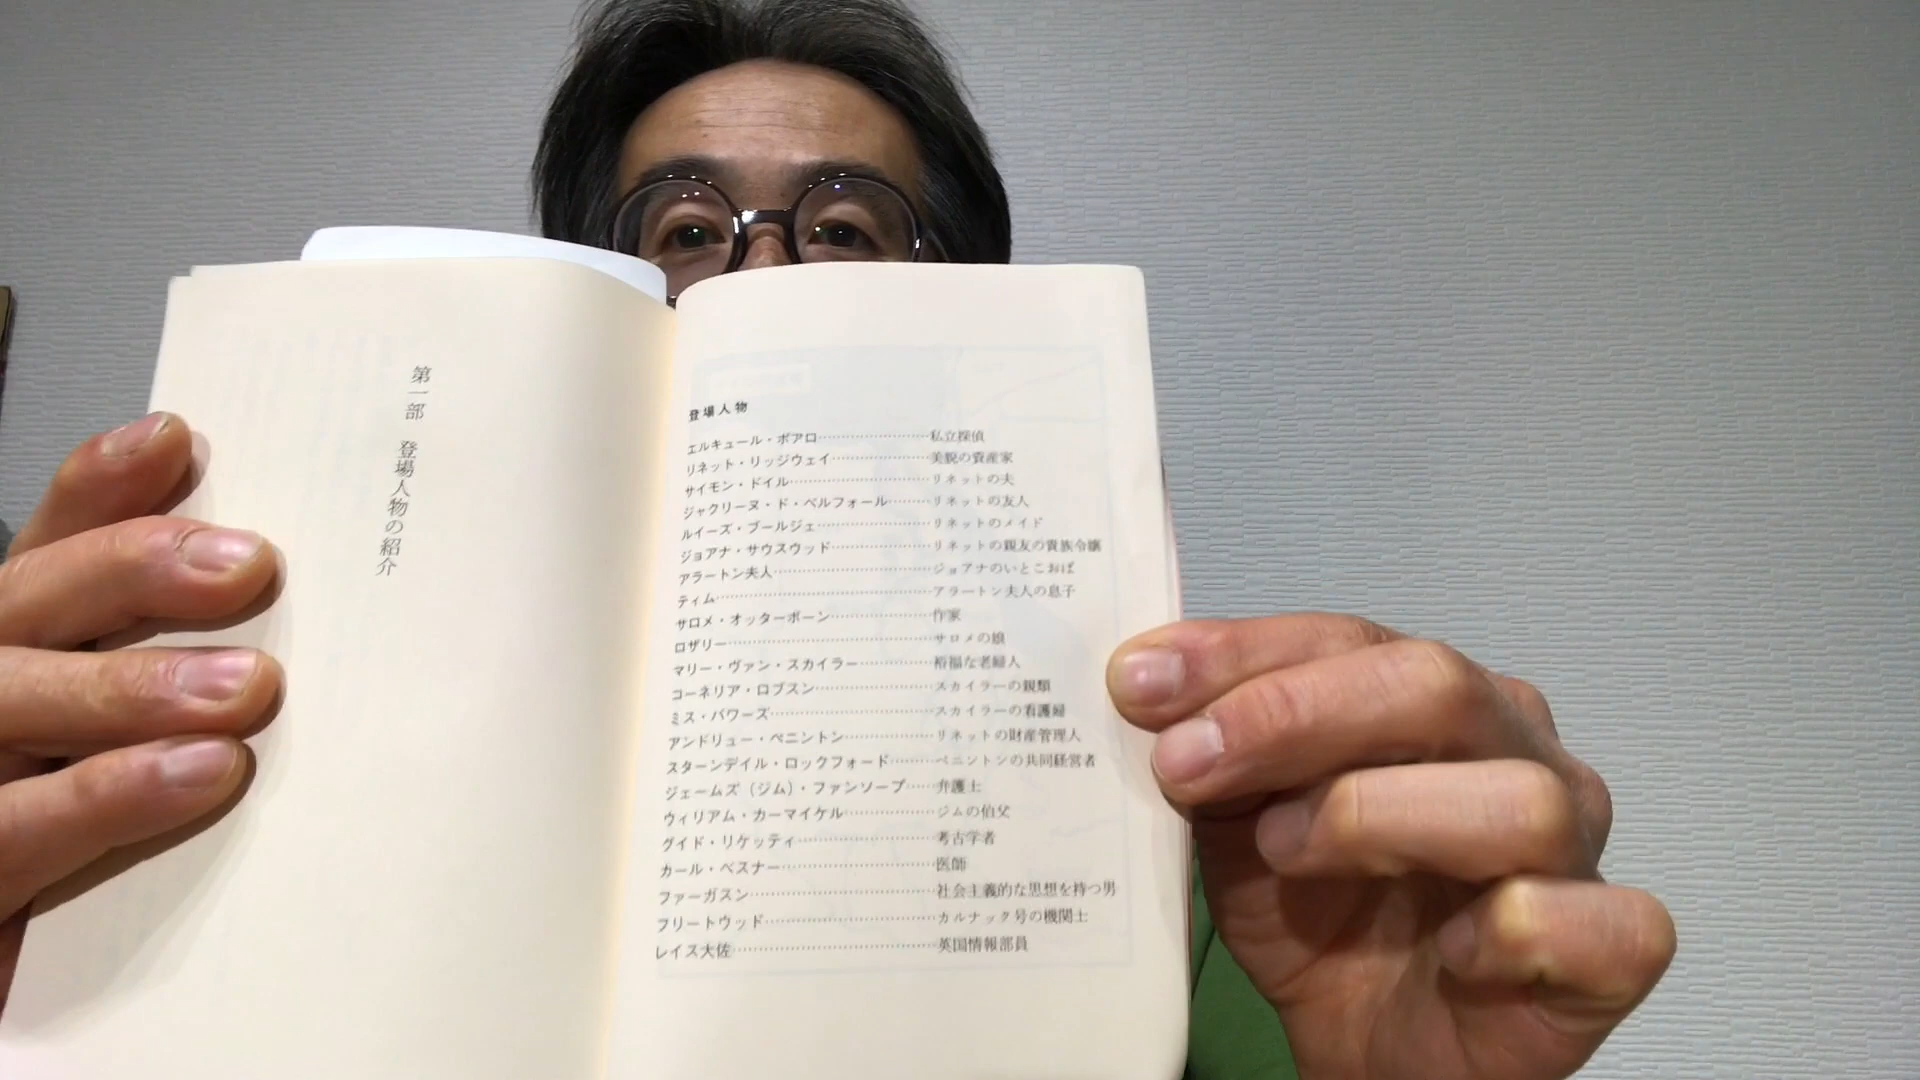 登場人物
エルキュール・ポアロ……………………私立探偵
リネット・リッジウェイ…………………美貌の資産家
サイモン・ドイル…………………………リネットの夫
ジャクリーヌ・ド・ベルフォール………リネットの友人
ルイーズ・ブールジェ……………………リネットのメイド
ジョアナ・サウスウッド…………………リネットの親友の貴族令嬢
アラートン夫人……………………………ジョアナのいとこおば
ティム………………………………………アラートン夫人の息子
サロメ・オッターボーン…………………作家
ロザリー……………………………………サロメの娘
マリー・ヴァン・スカイラー……………裕福な老婦人
コーネリア・ロブスン……………………スカイラーの親類
ミス・バワーズ……………………………スカイラーの看護婦
アンドリュー・ペニントン………………リネットの財産管理人
スターンデイル・ロックフォード………ペニントンの共同経営者
ジェームズ（ジム）・ファンソープ……弁護士
ウィリアム・カーマイケル………………ジムの伯父
グイド・リケッティ………………………考古学者
カール・ベスナー…………………………医師
ファーガスン………………………………社会主義的な思想を持つ男
フリートウッド……………………………カルナック号の機関士
レイス大佐…………………………………英国情報部員
第一部　登場人物の紹介